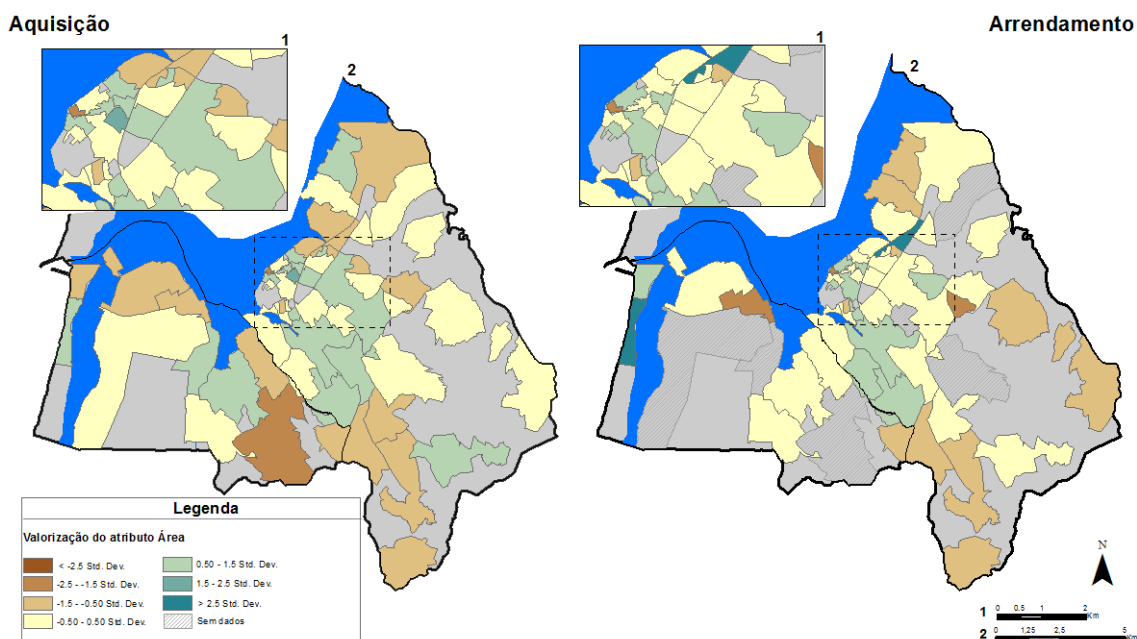 Aquisição
Arrendamento
1
1
2
2
Legenda
Valorização do atributo Área
< -2.5 Std. Dev.
-2.5 - -1.5 Std. Dev.
-1.5 - -0.50 Std. Dev.
-0.50 - 0.50 Std. Dev.
0.50 - 1.5 Std. Dev.
1.5 - 2.5 Std. Dev.
> 2.5 Std. Dev.
Sem dados
N
1
0 0.5 1 2
Km
2
0 1,25 2,5 5
Km